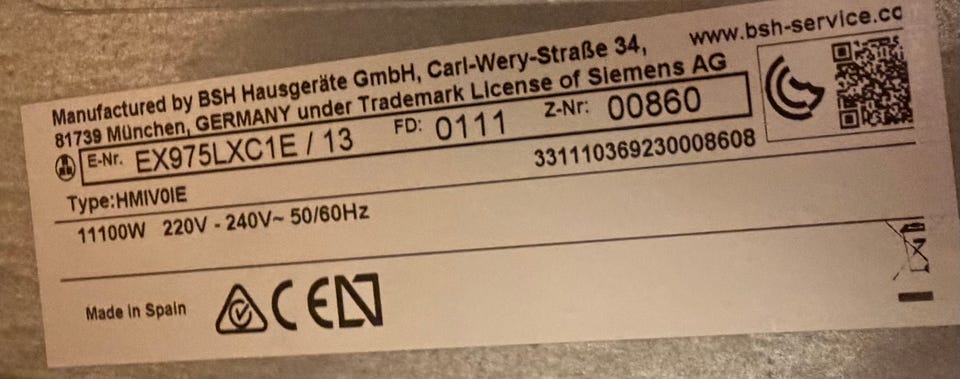 www.bsh-service.co
Manufactured by BSH Hausgeräte GmbH, Carl-Wery-Straße 34,
81739 München, GERMANY under Trademark License of Siemens AG
E-Nr. EX975LXC1E / 13 FD: 0111 Z-Nr: 00860
331110369230008608
Type:HMIV0IE
11100W 220V - 240V~ 50/60Hz
Made in Spain
CE N